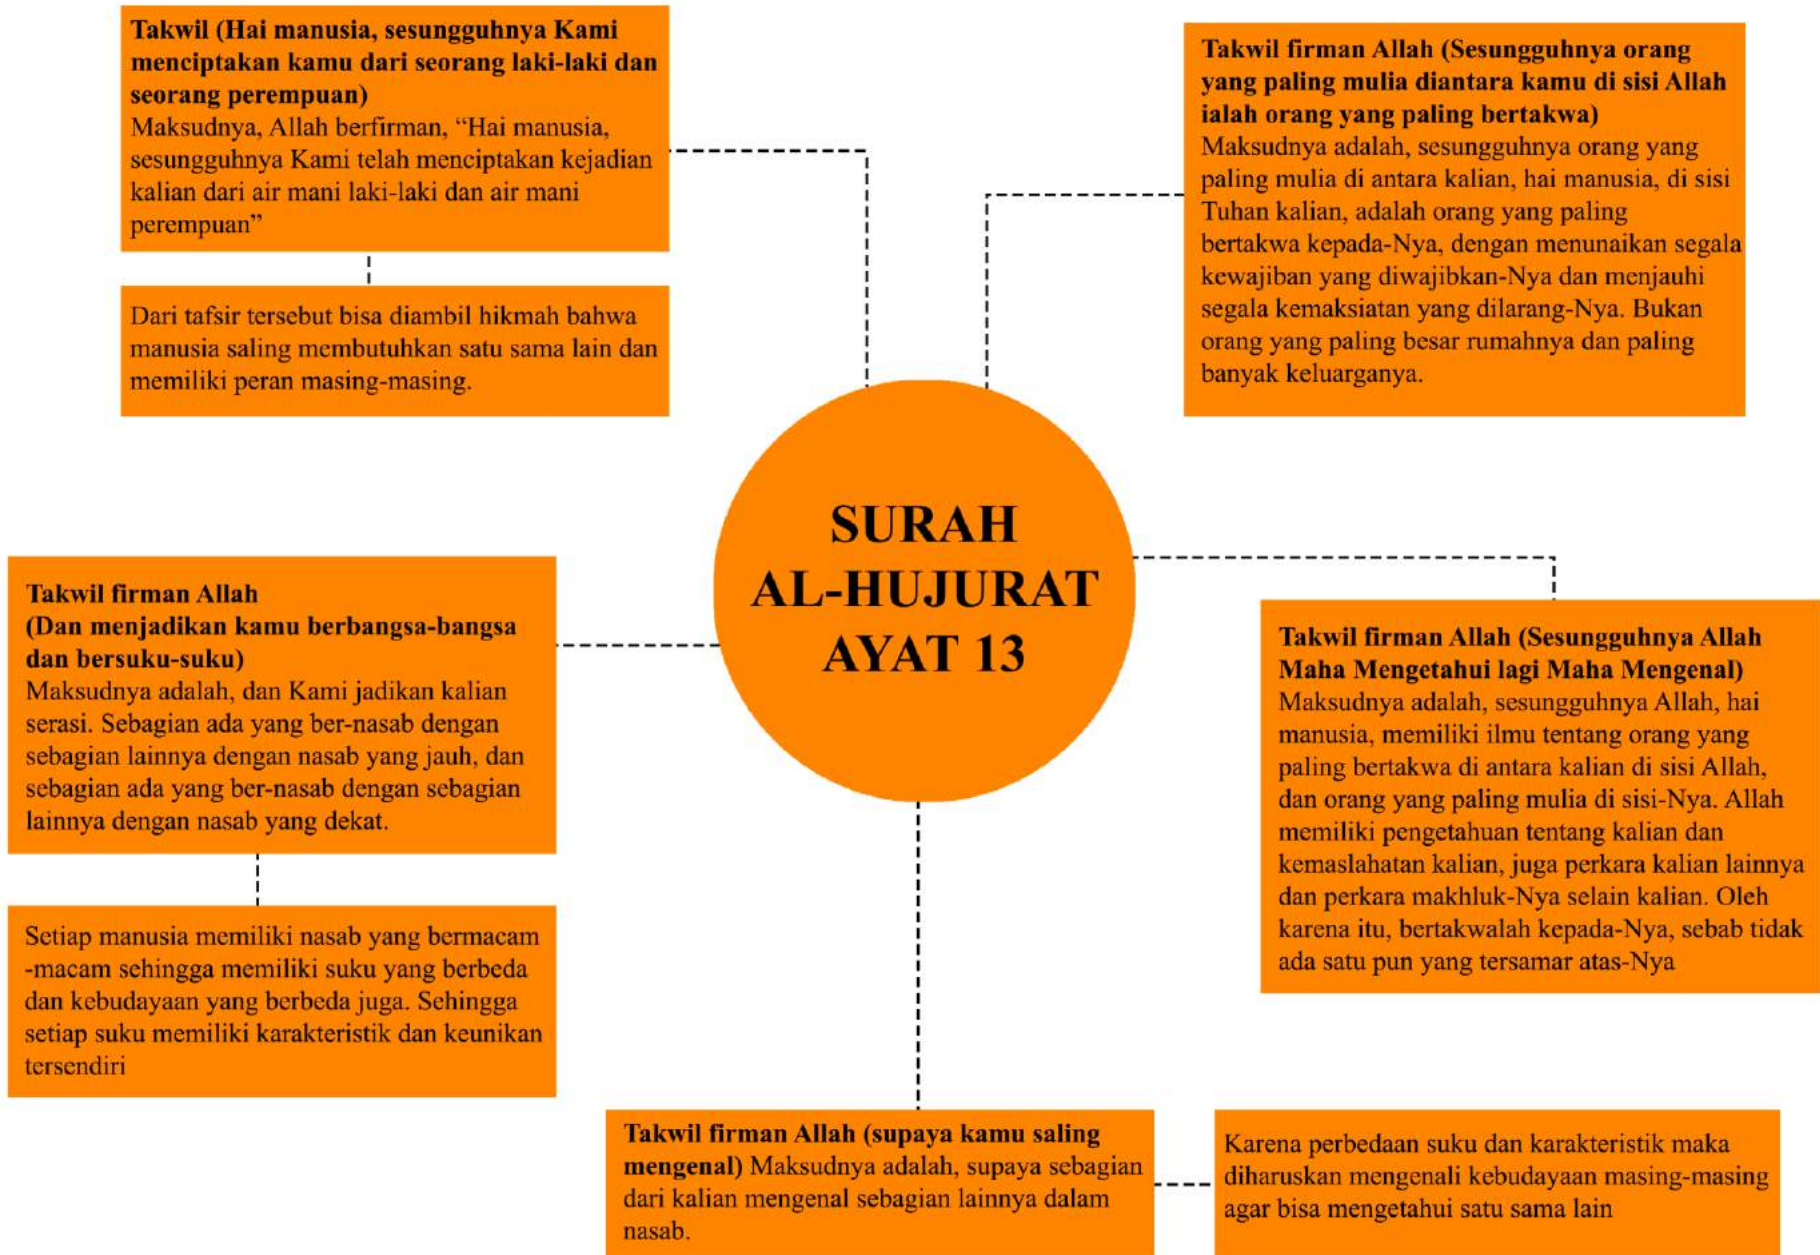 Takwil (Hai manusia, sesungguhnya Kami
menciptakan kamu dari seorang laki-laki dan
seorang perempuan)
Maksudnya, Allah berfirman, “Hai manusia,
sesungguhnya Kami telah menciptakan kejadian
kalian dari air mani laki-laki dan air mani
perempuan”
Dari tafsir tersebut bisa diambil hikmah bahwa
manusia saling membutuhkan satu sama lain dan
memiliki peran masing-masing.
Takwil firman Allah (Sesungguhnya orang
yang paling mulia diantara kamu di sisi Allah
ialah orang yang paling bertakwa)
Maksudnya adalah, sesungguhnya orang yang
paling mulia di antara kalian, hai manusia, di sisi
Tuhan kalian, adalah orang yang paling
bertakwa kepada-Nya, dengan menunaikan segala
kewajiban yang diwajibkan-Nya dan menjauhi
segala kemaksiatan yang dilarang-Nya. Bukan
orang yang paling besar rumahnya dan paling
banyak keluarganya.
SURAH
AL-HUJURAT
AYAT 13
Takwil firman Allah
(Dan menjadikan kamu berbangsa-bangsa
dan bersuku-suku)
Maksudnya adalah, dan Kami jadikan kalian
serasi. Sebagian ada yang ber-nasab dengan
sebagian lainnya dengan nasab yang jauh, dan
sebagian ada yang ber-nasab dengan sebagian
lainnya dengan nasab yang dekat.
Setiap manusia memiliki nasab yang bermacam
-macam sehingga memiliki suku yang berbeda
dan kebudayaan yang berbeda juga. Sehingga
setiap suku memiliki karakteristik dan keunikan
tersendiri
Takwil firman Allah (Sesungguhnya Allah
Maha Mengetahui lagi Maha Mengenal)
Maksudnya adalah, sesungguhnya Allah, hai
manusia, memiliki ilmu tentang orang yang
paling bertakwa di antara kalian di sisi Allah,
dan orang yang paling mulia di sisi-Nya. Allah
memiliki pengetahuan tentang kalian dan
kemaslahatan kalian, juga perkara kalian lainnya
dan perkara makhluk-Nya selain kalian. Oleh
karena itu, bertakwalah kepada-Nya, sebab tidak
ada satu pun yang tersamar atas-Nya
Takwil firman Allah (supaya kamu saling
mengenal) Maksudnya adalah, supaya sebagian
dari kalian mengenal sebagian lainnya dalam
nasab.
Karena perbedaan suku dan karakteristik maka
diharuskan mengenali kebudayaan masing-masing
agar bisa mengetahui satu sama lain